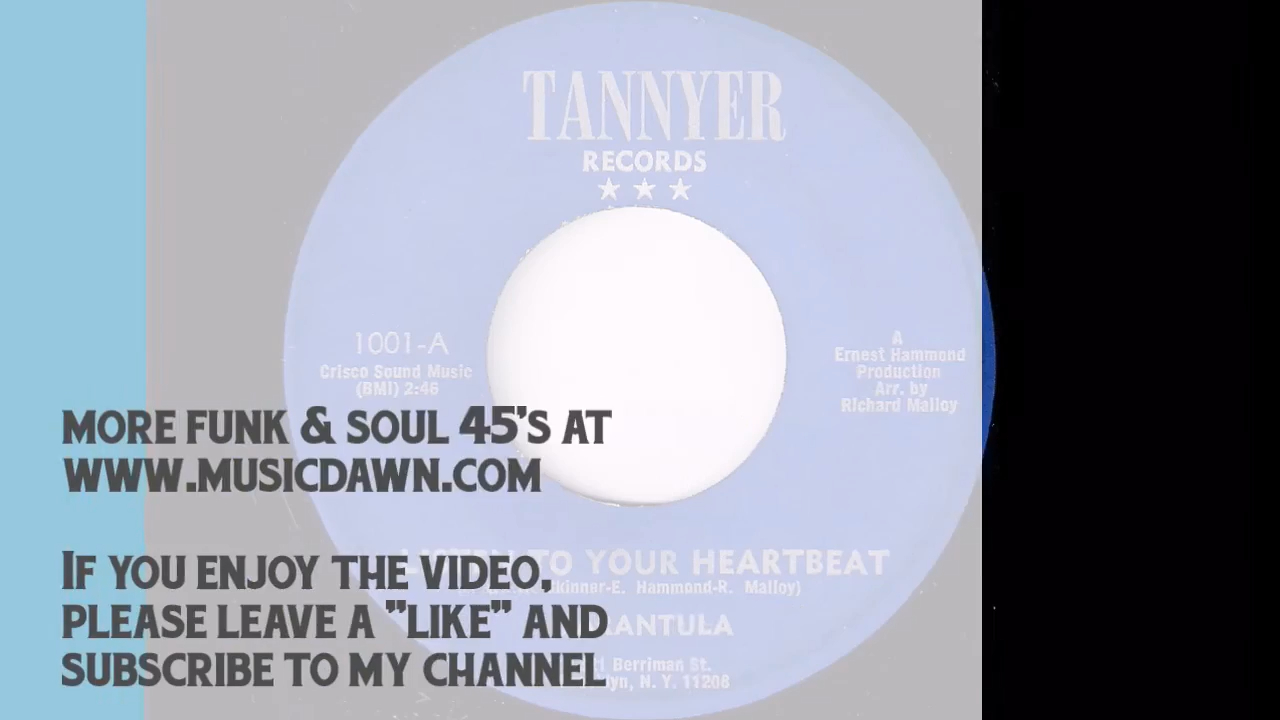 TANNYER
RECORDS
1001-A
Crisco Sound Music
(BMI) 2:46
A
Ernest Hammond
Production
Arr. by
Richard Malloy
MORE FUNK & SOUL 45'S AT
WWW.MUSICDAWN.COM
TO YOUR HEARTBEAT
Hammond-R. Malloy)
Berriman St.
N. Y. 11208
IF YOU ENJOY THE VIDEO,
PLEASE LEAVE A "LIKE" AND
SUBSCRIBE TO MY CHANNEL